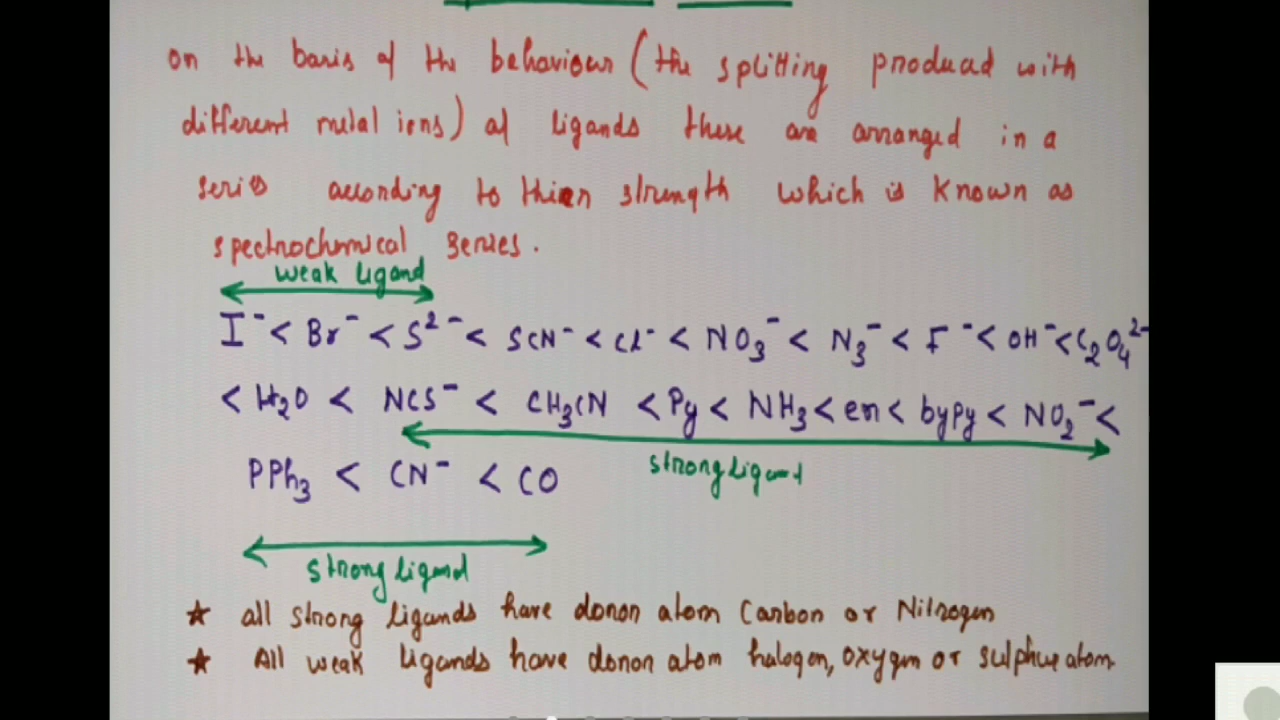 on the basis of the behaviour (the splitting produced with
different metal ions) of ligands these are arranged in a
series according to their strength which is known as
spectrochemical series.
weak ligand
I⁻ < Br⁻ < S²⁻ < SCN⁻ < Cl⁻ < NO₃⁻ < N₃⁻ < F⁻ < OH⁻ < C₂O₄²⁻
< H₂O < NCS⁻ < CH₃CN < Py < NH₃ < en < bypy < NO₂⁻ <
strong ligand
PPh₃ < CN⁻ < CO
strong ligand
★ all strong ligands have donor atom Carbon or Nitrogen
★ All weak ligands have donor atom halogen, oxygen or sulphur atom.